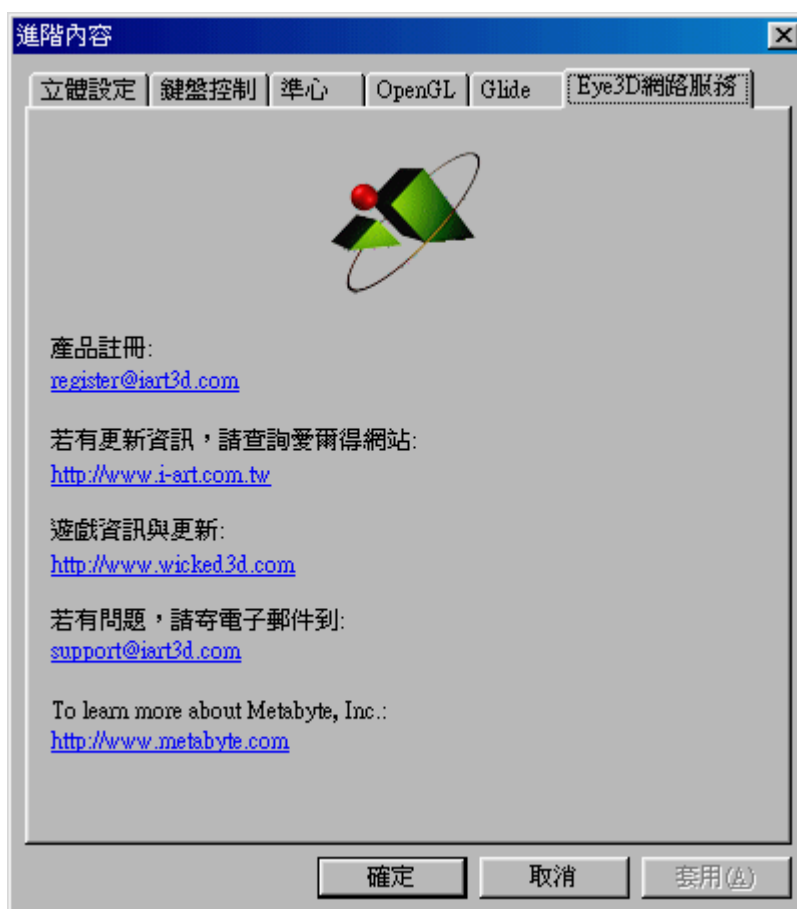 進階內容
立體設定 鍵盤控制 準心 OpenGL Glide Eye3D網路服務
產品註冊:
register@iart3d.com
若有更新資訊，請查詢愛爾得網站:
http://www.i-art.com.tw
遊戲資訊與更新:
http://www.wicked3d.com
若有問題，請寄電子郵件到:
support@iart3d.com
To learn more about Metabyte, Inc.:
http://www.metabyte.com
確定 取消 套用(A)